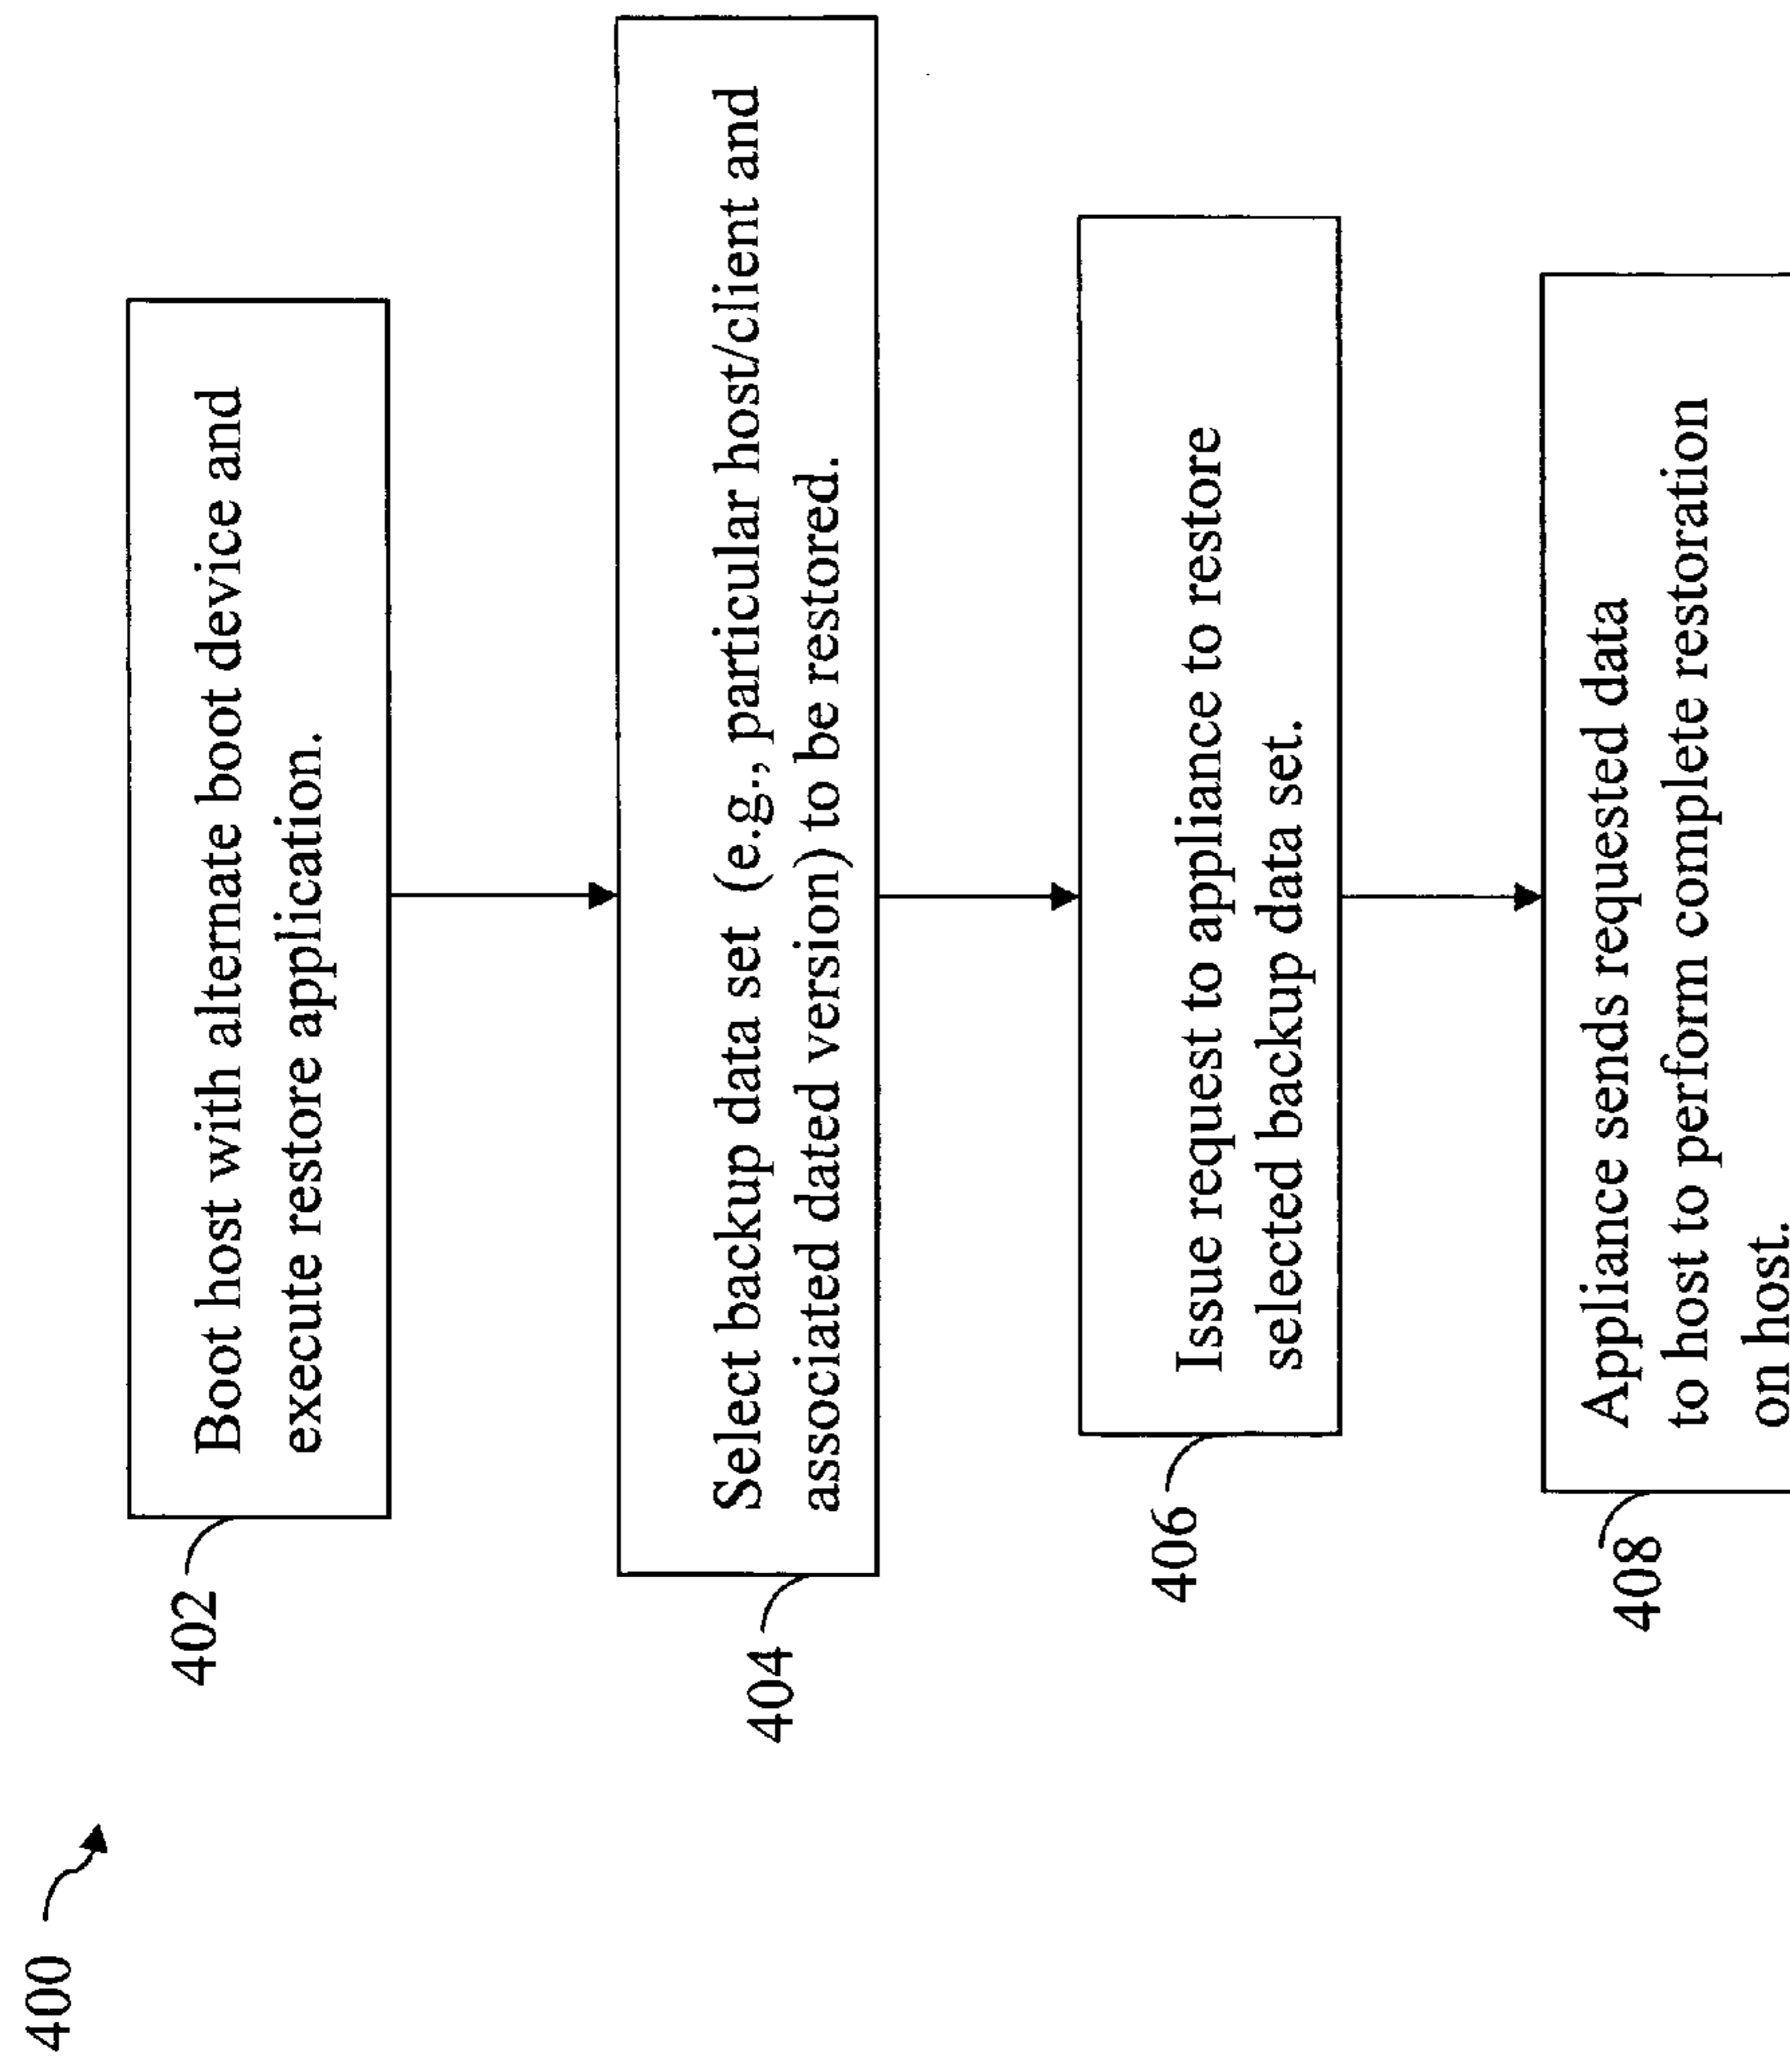 400
402
Boot host with alternate boot device and
execute restore application.
404
Select backup data set (e.g., particular host/client and
associated dated version) to be restored.
406
Issue request to appliance to restore
selected backup data set.
408
Appliance sends requested data
to host to perform complete restoration
on host.